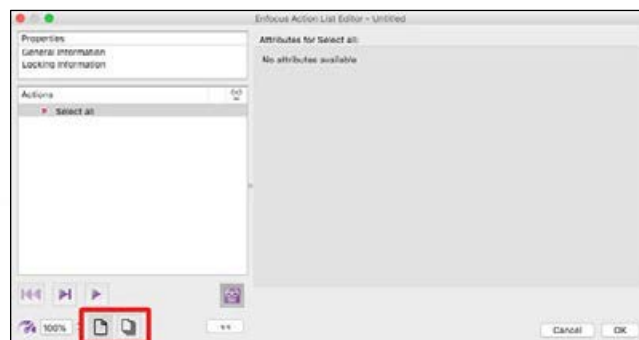 Enfocus Action List Editor - Untitled
Properties
General Information
Locking Information
Attributes for Select all:
No attributes available
Actions
Select all
100%
<<
Cancel
OK